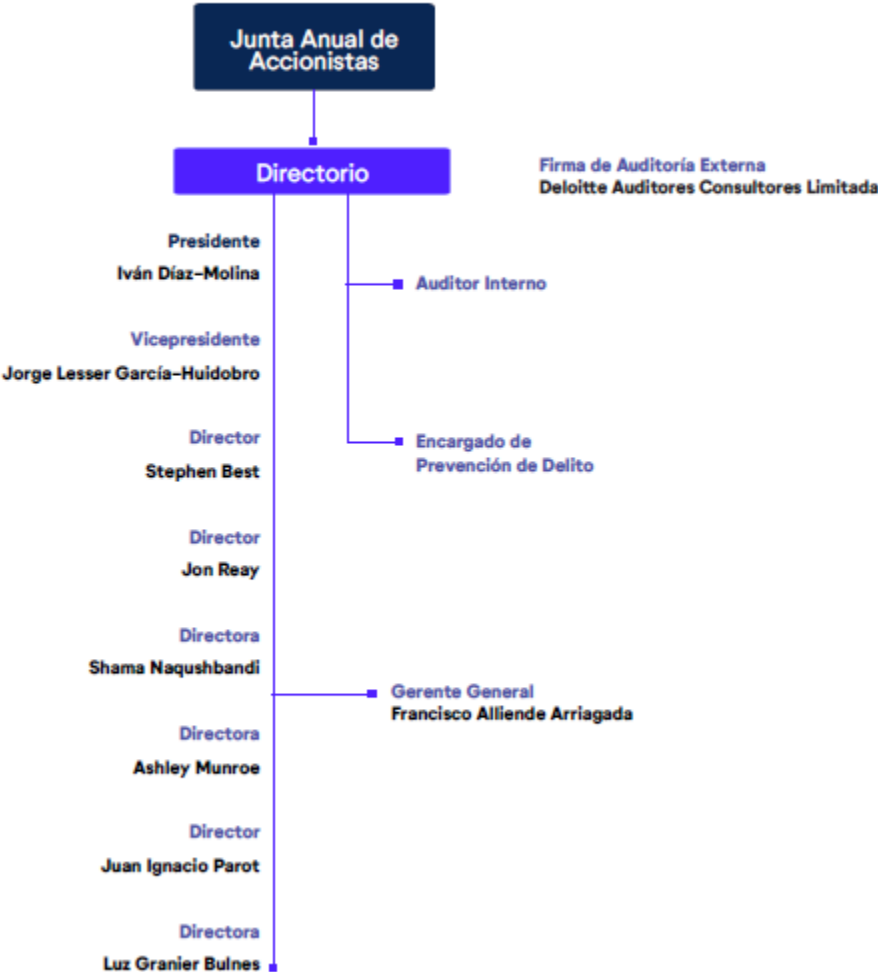 Junta Anual de
Accionistas
Directorio
Firma de Auditoría Externa
Deloitte Auditores Consultores Limitada
Presidente
Iván Díaz-Molina
Auditor Interno
Vicepresidente
Jorge Lesser García-Huidobro
Director
Stephen Best
Encargado de
Prevención de Delito
Director
Jon Reay
Directora
Shama Naqushbandi
Gerente General
Francisco Alliende Arriagada
Directora
Ashley Munroe
Director
Juan Ignacio Parot
Directora
Luz Granier Bulnes